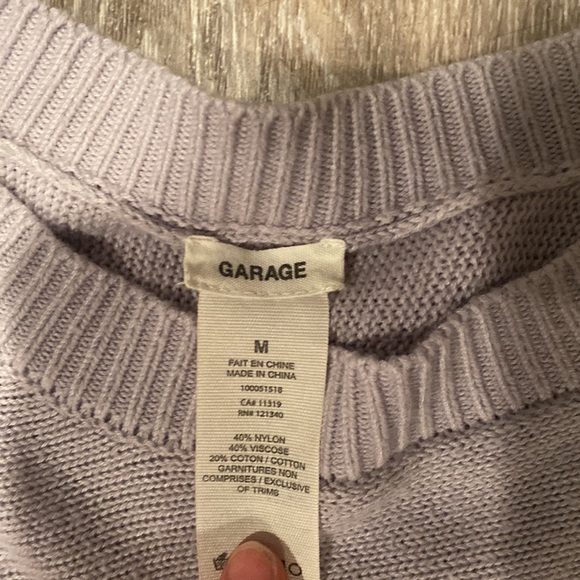 GARAGE
M
FAIT EN CHINE
MADE IN CHINA
100051518
CA# 11319
RN# 121340
40% NYLON
40% VISCOSE
20% COTON / COTTON
GARNITURES NON
COMPRISES / EXCLUSIVE
OF TRIMS